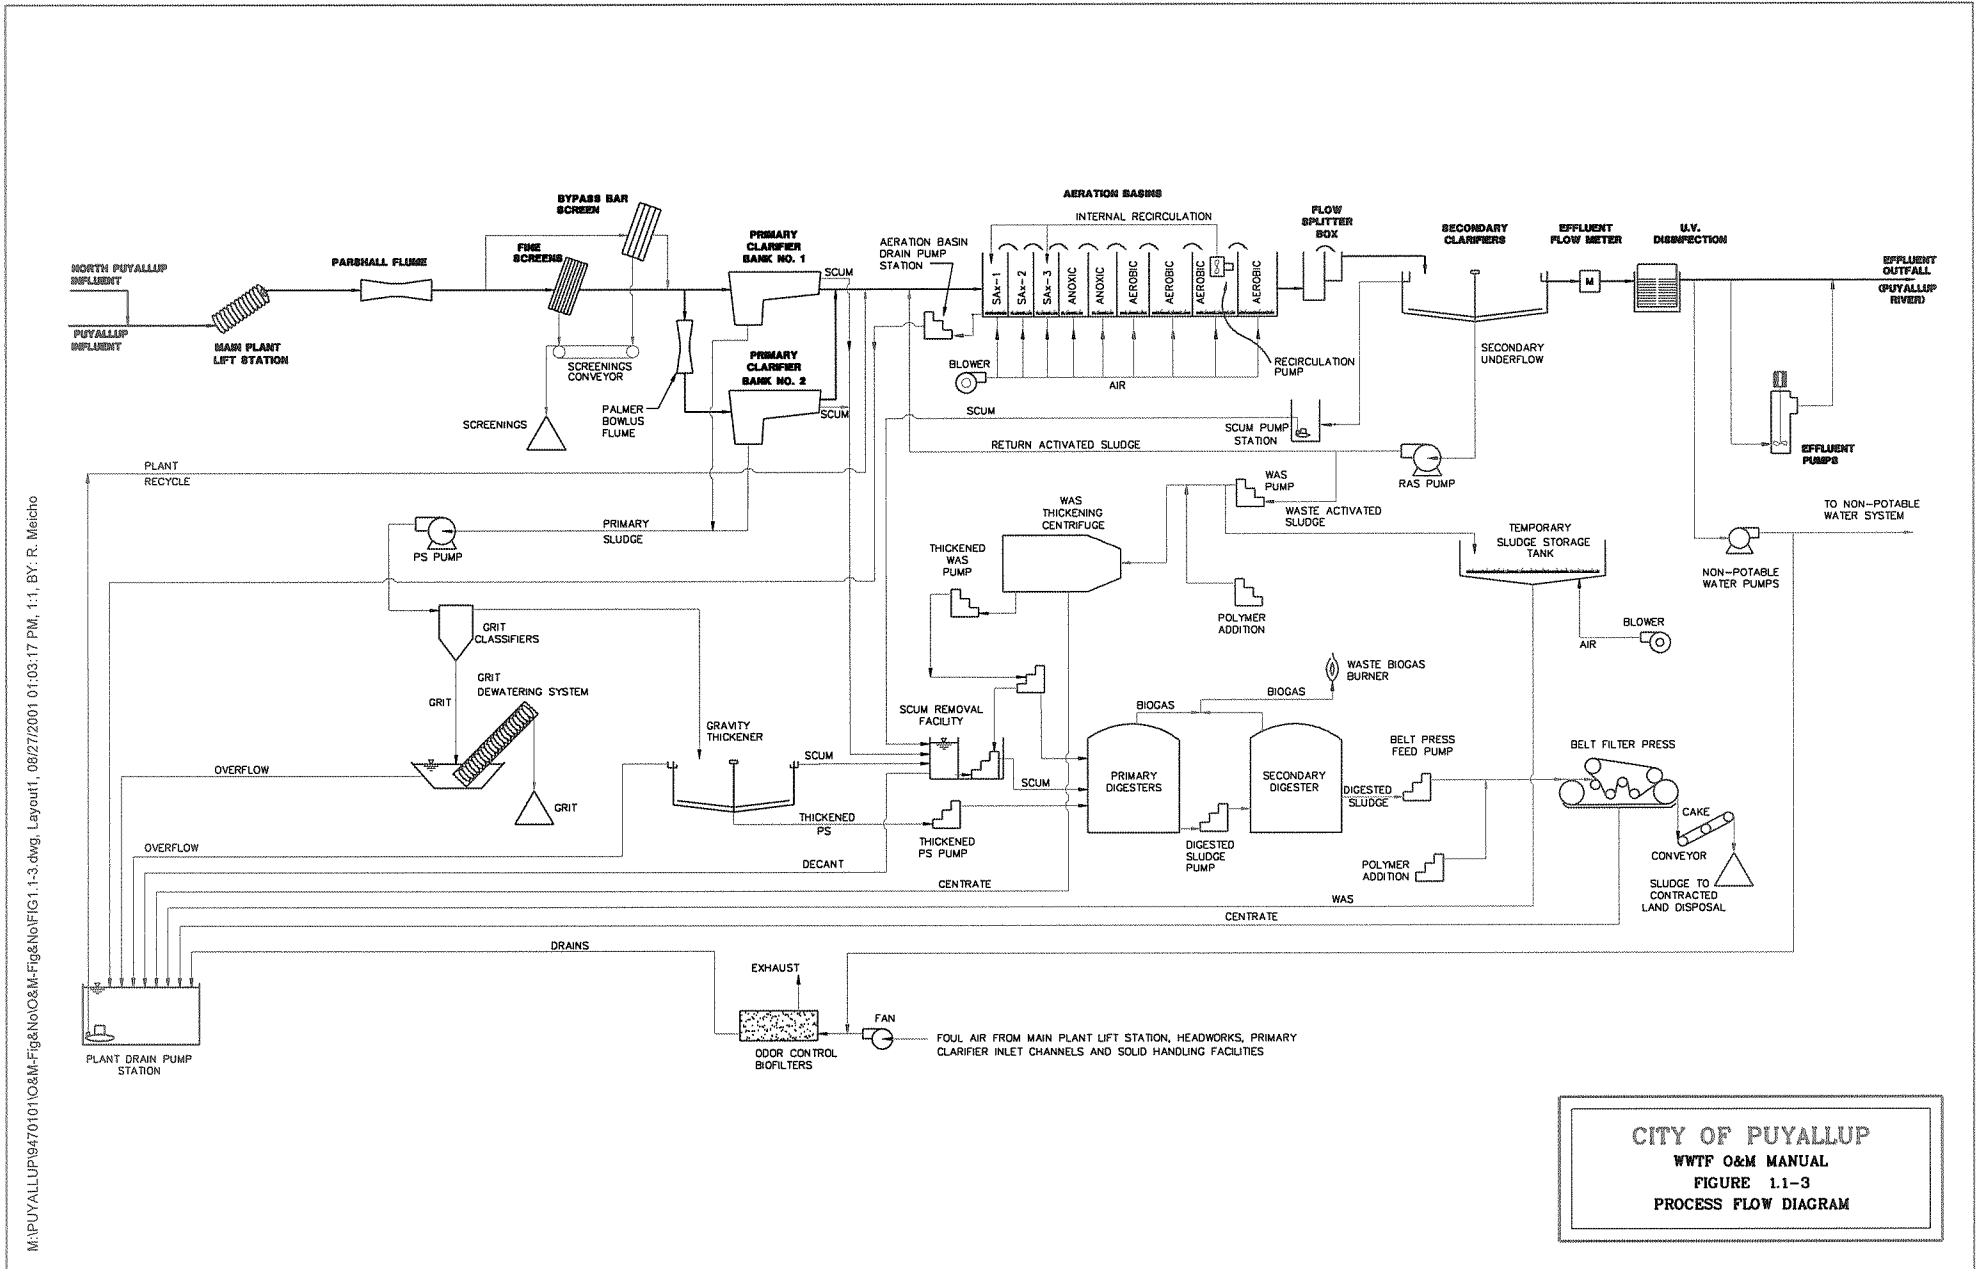 BYPASS BAR
SCREEN
FINE
SCREENS
PARSHALL FLUME
NORTH PUYALLUP
INFLUENT
PUYALLUP
INFLUENT
MAIN PLANT
LIFT STATION
SCREENINGS
CONVEYOR
SCREENINGS
PALMER
BOWLUS
FLUME
PRIMARY
CLARIFIER
BANK NO. 1
SCUM
PRIMARY
CLARIFIER
BANK NO. 2
SCUM
AERATION BASIN
DRAIN PUMP
STATION
AERATION BASINS
INTERNAL RECIRCULATION
SAx-1
SAx-2
SAx-3
ANOXIC
ANOXIC
AEROBIC
AEROBIC
AEROBIC
AEROBIC
BLOWER
AIR
RECIRCULATION
PUMP
FLOW
SPLITTER
BOX
SECONDARY
CLARIFIERS
SECONDARY
UNDERFLOW
EFFLUENT
FLOW METER
M
U.V.
DISINFECTION
EFFLUENT
OUTFALL
(PUYALLUP
RIVER)
EFFLUENT
PUMPS
SCUM
SCUM PUMP
STATION
RETURN ACTIVATED SLUDGE
RAS PUMP
PLANT
RECYCLE
WAS
PUMP
WASTE ACTIVATED
SLUDGE
WAS
THICKENING
CENTRIFUGE
TO NON-POTABLE
WATER SYSTEM
NON-POTABLE
WATER PUMPS
TEMPORARY
SLUDGE STORAGE
TANK
PRIMARY
SLUDGE
PS PUMP
THICKENED
WAS
PUMP
POLYMER
ADDITION
BLOWER
AIR
GRIT
CLASSIFIERS
GRIT
DEWATERING SYSTEM
GRIT
GRIT
OVERFLOW
GRAVITY
THICKENER
SCUM
SCUM REMOVAL
FACILITY
SCUM
THICKENED
PS
THICKENED
PS PUMP
WASTE BIOGAS
BURNER
BIOGAS
BIOGAS
PRIMARY
DIGESTERS
SECONDARY
DIGESTER
DIGESTED
SLUDGE
PUMP
DIGESTED
SLUDGE
BELT PRESS
FEED PUMP
BELT FILTER PRESS
POLYMER
ADDITION
CAKE
CONVEYOR
SLUDGE TO
CONTRACTED
LAND DISPOSAL
OVERFLOW
DECANT
CENTRATE
WAS
CENTRATE
DRAINS
EXHAUST
FAN
ODOR CONTROL
BIOFILTERS
FOUL AIR FROM MAIN PLANT LIFT STATION, HEADWORKS, PRIMARY
CLARIFIER INLET CHANNELS AND SOLID HANDLING FACILITIES
PLANT DRAIN PUMP
STATION
CITY OF PUYALLUP
WWTF O&M MANUAL
FIGURE 1.1-3
PROCESS FLOW DIAGRAM
M:\PUYALLUP\9470101\O&M-Fig&No\O&M-Fig&No\FIG1.1-3.dwg, Layout1, 08/27/2001 01:03:17 PM, 1:1, BY: R. Meicho